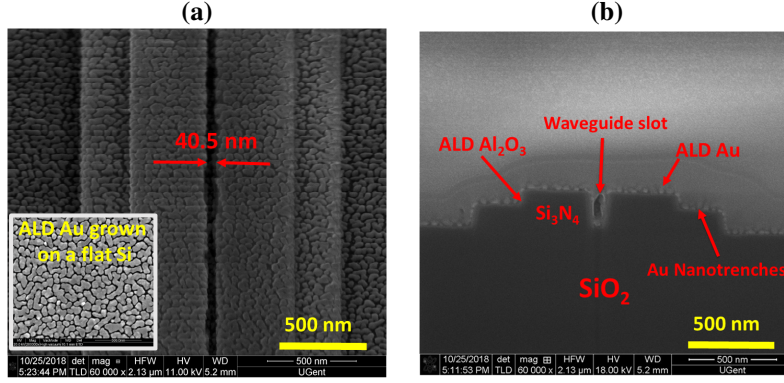 (a)
40.5 nm
ALD Au grown
on a flat Si
500 nm
10/25/2018 det mag HFW HV WD 500 nm
5:23:44 PM TLD 60 000 x 2.13 µm 11.00 kV 5.2 mm UGent
(b)
Waveguide slot
ALD Al2O3
ALD Au
Si3N4
Au Nanotrenches
SiO2
500 nm
10/25/2018 det mag HFW HV WD 500 nm
5:11:53 PM TLD 60 000 x 2.13 µm 18.00 kV 5.2 mm UGent